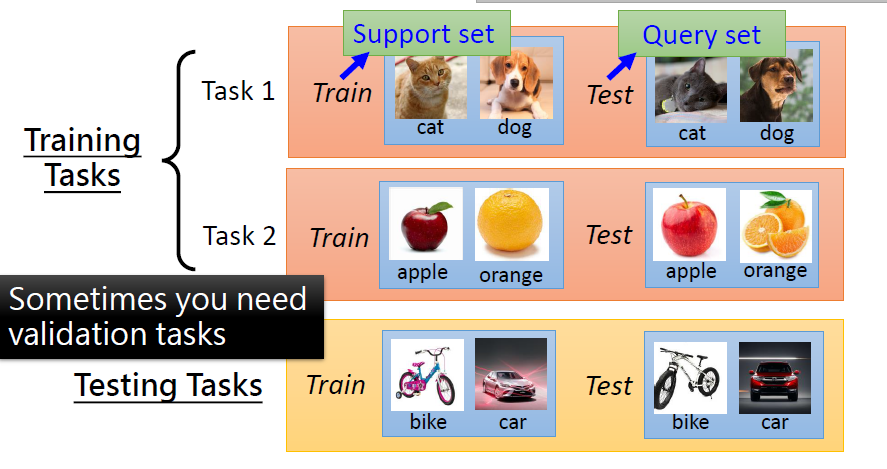 Support set
Query set
Task 1
Train
cat
dog
Test
cat
dog
Training
Tasks
Task 2
Train
apple
orange
Test
apple
orange
Sometimes you need
validation tasks
Testing Tasks
Train
bike
car
Test
bike
car